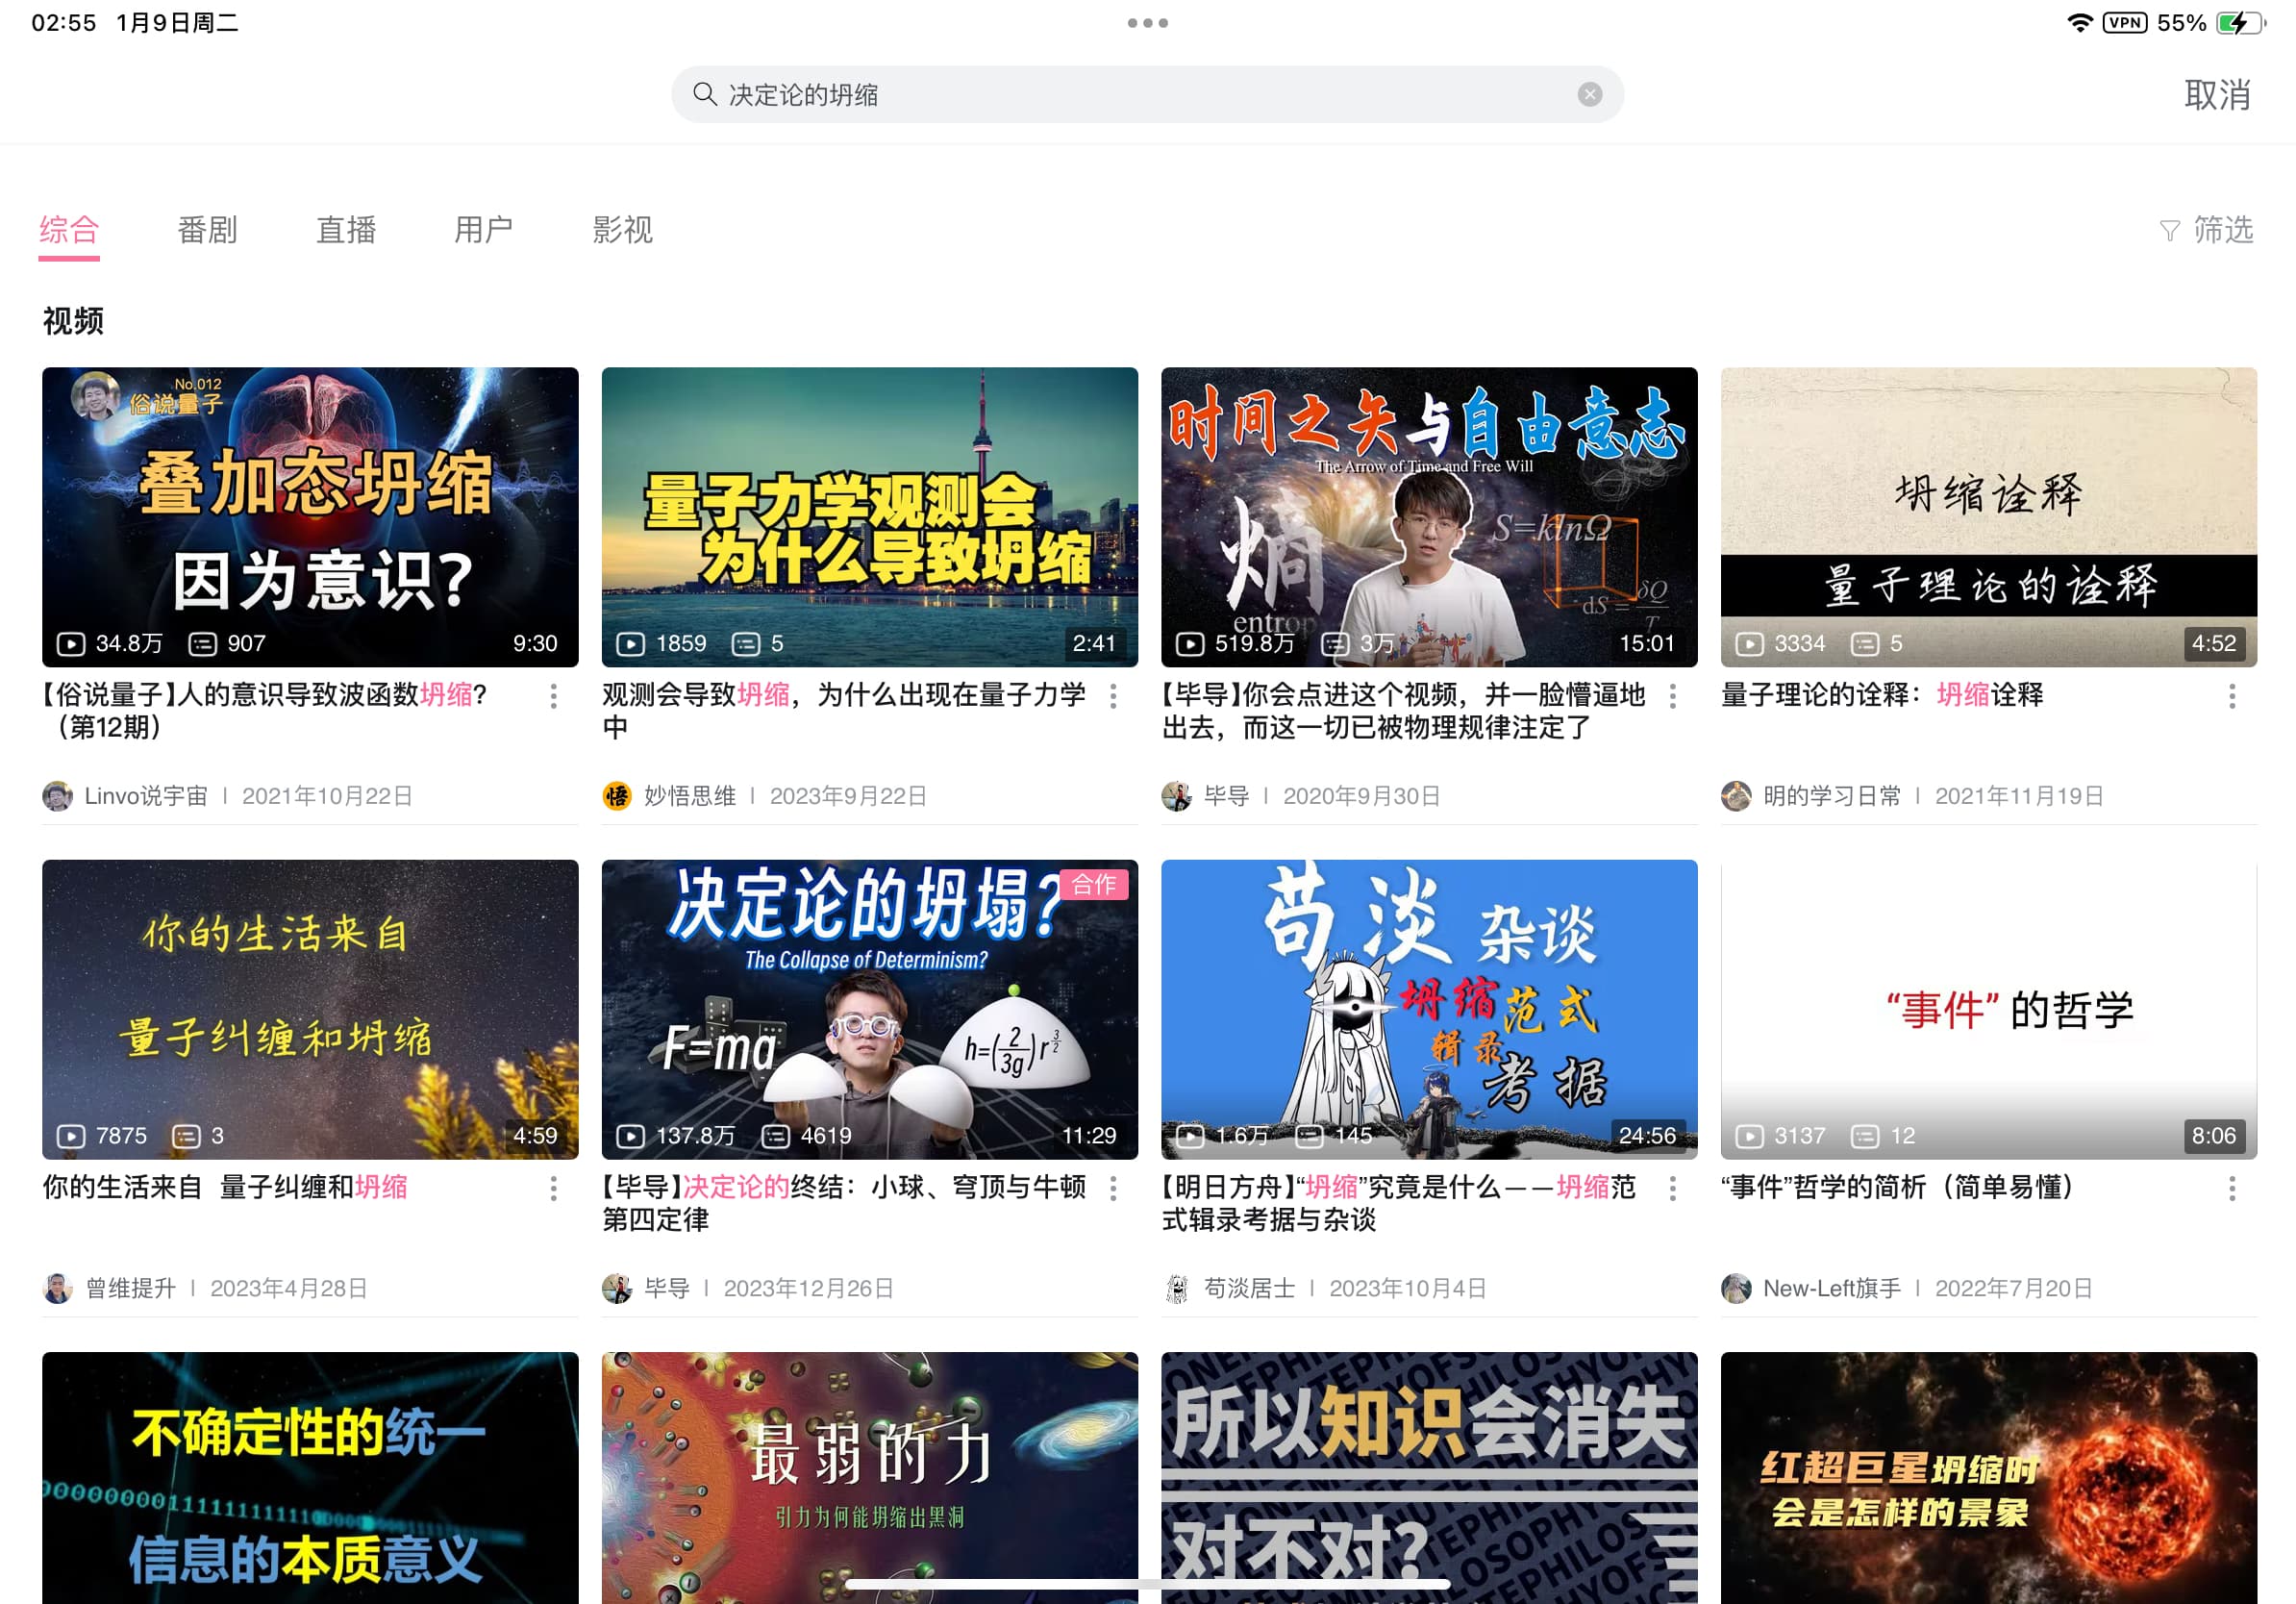 02:55 1月9日周二
VPN 55%
决定论的坍缩
取消
综合 番剧 直播 用户 影视
筛选
视频
No.012
俗说量子
叠加态坍缩
因为意识?
34.8万 907 9:30
【俗说量子】人的意识导致波函数坍缩?
(第12期)
Linvo说宇宙 | 2021年10月22日
量子力学观测会
为什么导致坍缩
1859 5 2:41
观测会导致坍缩，为什么出现在量子力学
中
悟 妙悟思维 | 2023年9月22日
时间之矢与自由意志
The Arrow of Time and Free Will
熵
entrop
S=klnΩ
dS = δQ/T
519.8万 3万 15:01
【毕导】你会点进这个视频，并一脸懵逼地
出去，而这一切已被物理规律注定了
毕导 | 2020年9月30日
坍缩诠释
量子理论的诠释
3334 5 4:52
量子理论的诠释：坍缩诠释
明的学习日常 | 2021年11月19日
你的生活来自
量子纠缠和坍缩
7875 3 4:59
你的生活来自 量子纠缠和坍缩
曾维提升 | 2023年4月28日
决定论的坍塌?
合作
The Collapse of Determinism?
F=ma
h=(2/3g)r^3/2
137.8万 4619 11:29
【毕导】决定论的终结：小球、穹顶与牛顿
第四定律
毕导 | 2023年12月26日
苟淡 杂谈
坍缩范式
辑录
考据
1.6万 145 24:56
【明日方舟】“坍缩”究竟是什么——坍缩范
式辑录考据与杂谈
苟淡居士 | 2023年10月4日
“事件” 的哲学
3137 12 8:06
“事件”哲学的简析（简单易懂）
New-Left旗手 | 2022年7月20日
不确定性的统一
000000000111111111110000
信息的本质意义
最弱的力
引力为何能坍缩出黑洞
所以知识会消失
对不对?
红超巨星坍缩时
会是怎样的景象